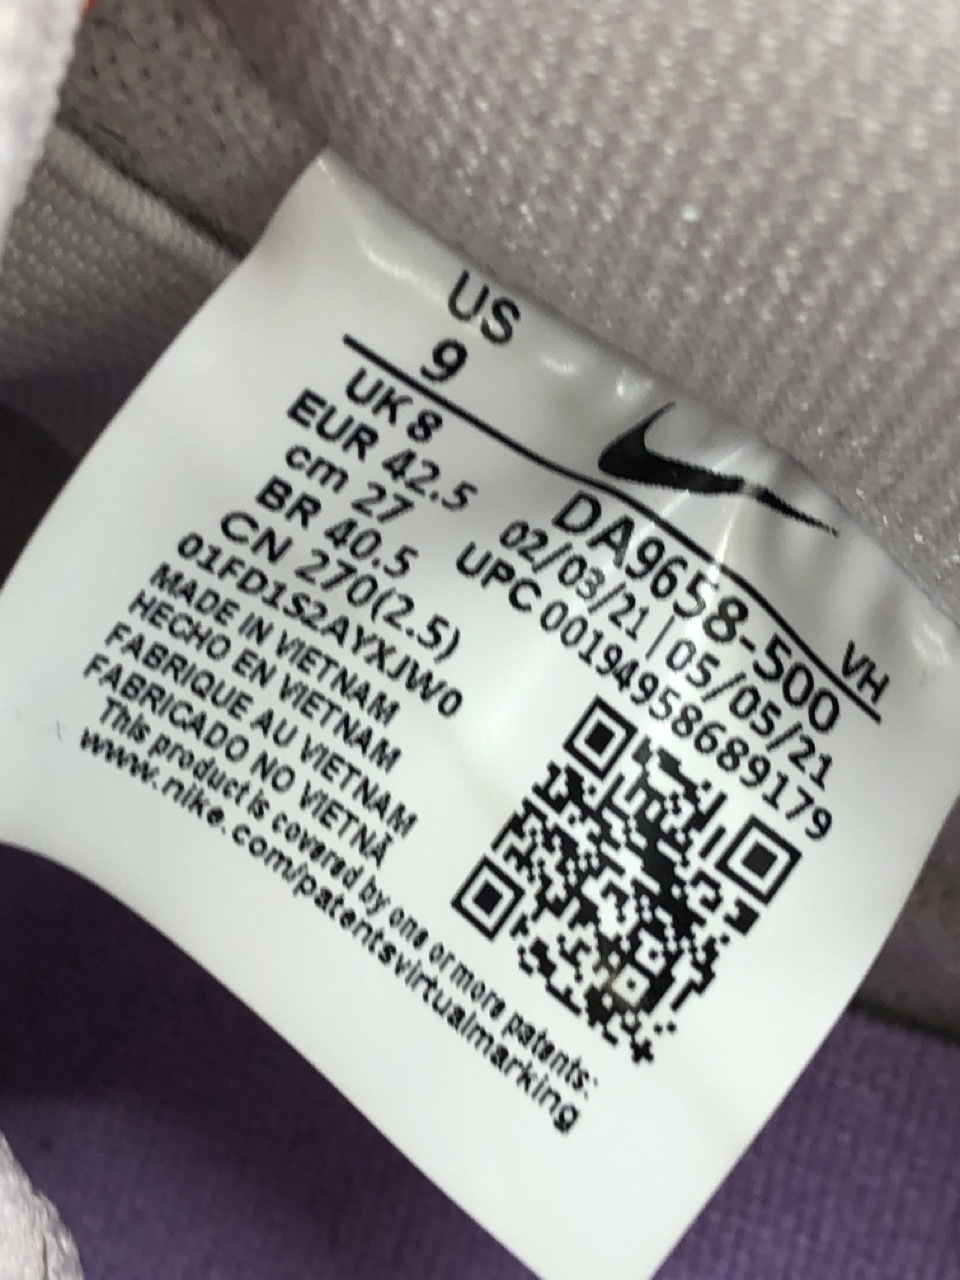 US
9
UK 8
EUR 42.5
cm 27
BR 40.5
CN 270(2.5)
01FD1S2AYXJW0
MADE IN VIETNAM
HECHO EN VIETNAM
FABRIQUE AU VIETNAM
FABRICADO NO VIETNÃ
This product is covered by one or more patents:
www.nike.com/patentsvirtualmarking
VH
DA9658-500
02/03/21 | 05/05/21
UPC 00194958689179